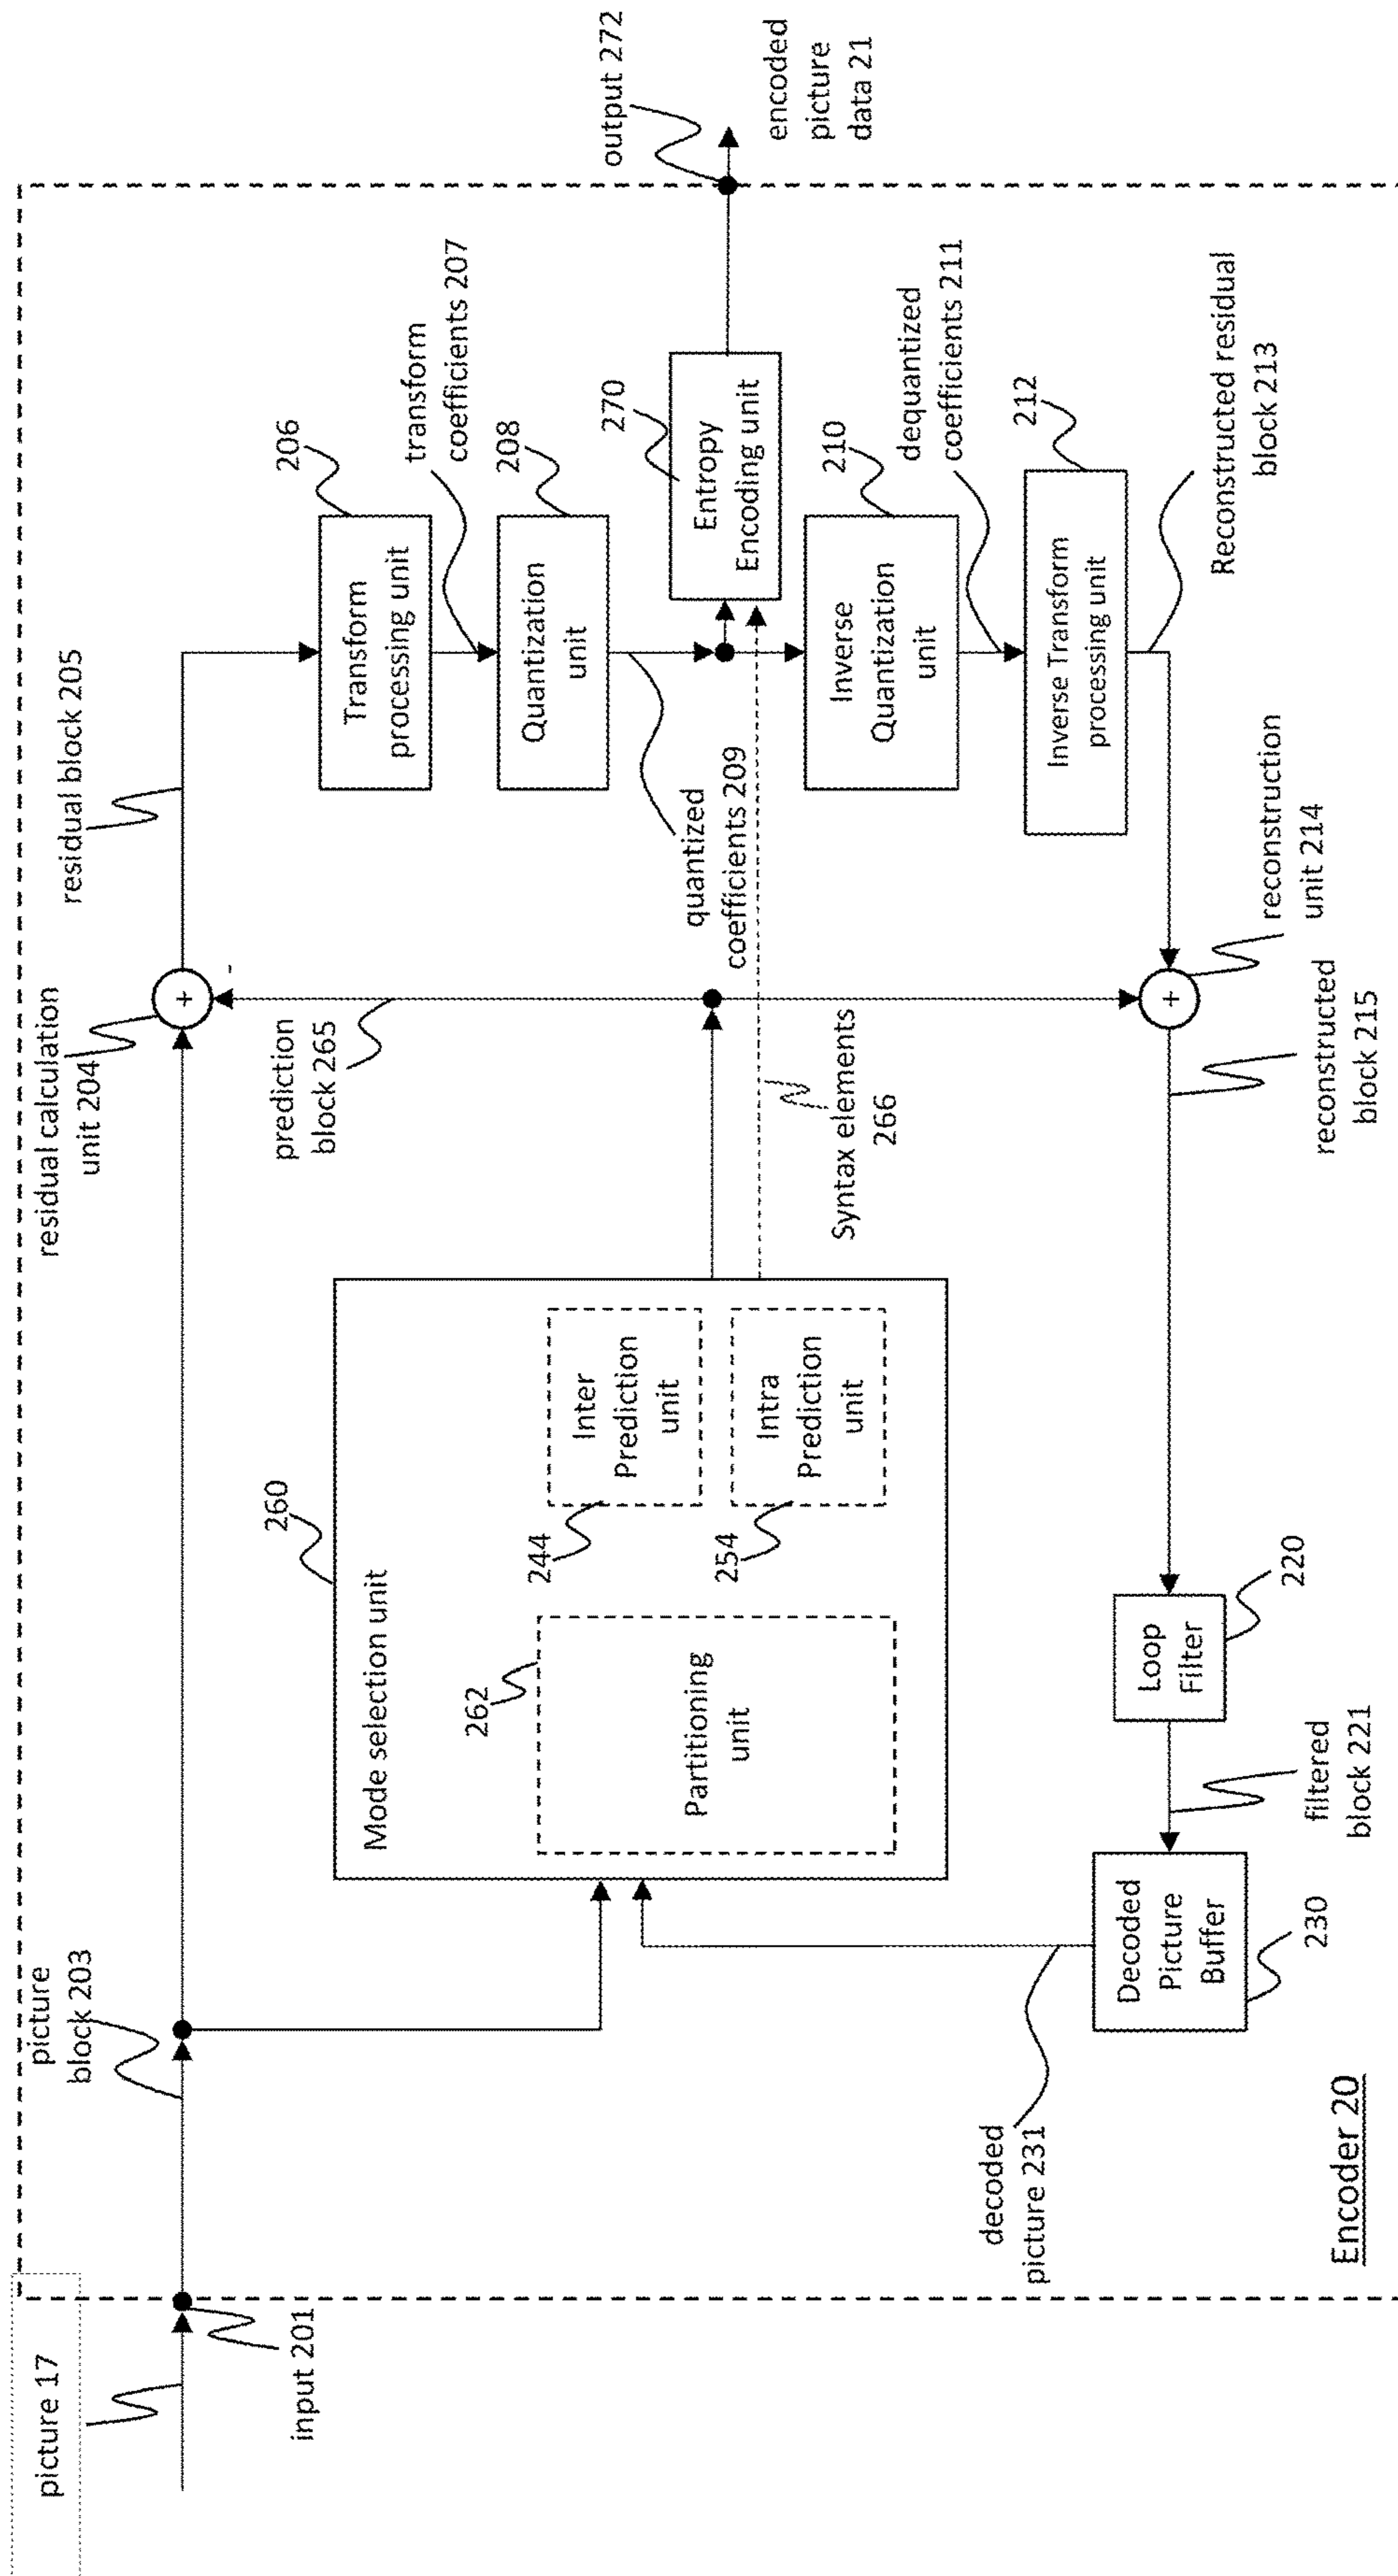 picture 17
input 201
picture
block 203
residual calculation
unit 204
-
+
residual block 205
206
Transform
processing unit
transform
coefficients 207
208
Quantization
unit
quantized
coefficients 209
270
Entropy
Encoding unit
output 272
encoded
picture
data 21
210
Inverse
Quantization
unit
dequantized
coefficients 211
212
Inverse Transform
processing unit
Reconstructed residual
block 213
reconstruction
unit 214
+
reconstructed
block 215
prediction
block 265
Syntax elements
266
260
Mode selection unit
262
Partitioning
unit
244
Inter
Prediction
unit
254
Intra
Prediction
unit
220
Loop
Filter
filtered
block 221
230
Decoded
Picture
Buffer
decoded
picture 231
Encoder 20